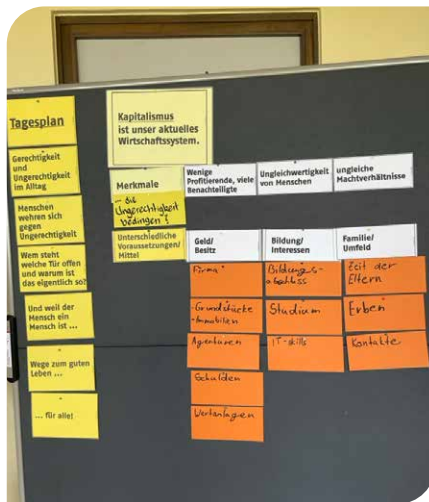 Tagesplan
Gerechtigkeit
und
Ungerechtigkeit
im Alltag
Menschen
wehren sich
gegen
Ungerechtigkeit
Wem steht
welche Tür offen
und warum ist
das eigentlich so?
Und weil der
Mensch ein
Mensch ist ...
Wege zum guten
Leben ...
... für alle!
Kapitalismus
ist unser aktuelles
Wirtschaftssystem.
Merkmale
– die
Ungerechtigkeit
bedingen!
Wenige
Profitierende, viele
Benachteiligte
Ungleichwertigkeit
von Menschen
ungleiche
Machtverhältnisse
Unterschiedliche
Voraussetzungen/
Mittel
Geld/
Besitz
Bildung/
Interessen
Familie/
Umfeld
Firma
-Grundstücke
-Immobilien
Schulden
Wertanlagen
Bildungs-
abschluss
Studium
IT-skills
Zeit der
Eltern
Erben
Kontakte